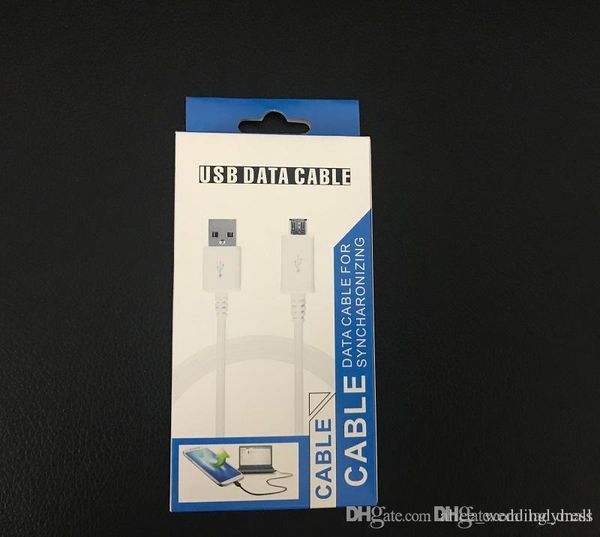 USB DATA CABLE
DATA CABLE FOR
SYNCHARONIZING
CABLE
CABLE
DHgate.com